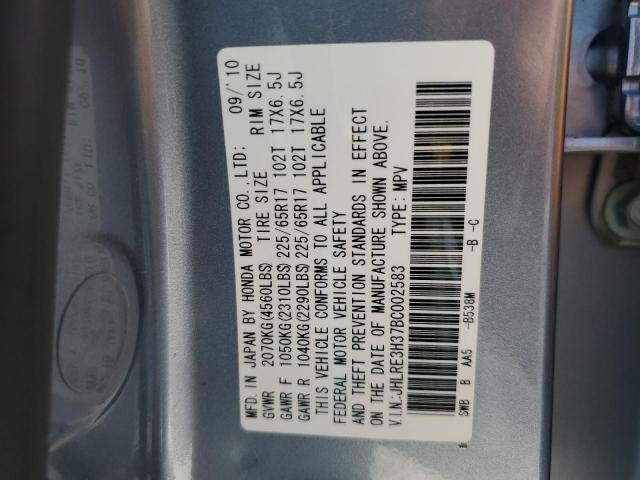 MFD. IN JAPAN BY HONDA MOTOR CO., LTD; 09/'10
GVWR 2070KG(4560LBS) TIRE SIZE RIM SIZE
GAWR F 1050KG(2310LBS) 225/65R17 102T 17X6.5J
GAWR R 1040KG(2290LBS) 225/65R17 102T 17X6.5J
THIS VEHICLE CONFORMS TO ALL APPLICABLE
FEDERAL MOTOR VEHICLE SAFETY
AND THEFT PREVENTION STANDARDS IN EFFECT
ON THE DATE OF MANUFACTURE SHOWN ABOVE.
V.I.N:JHLRE3H37BC002583 TYPE: MPV
SWB B AA5 -B538M -B -C